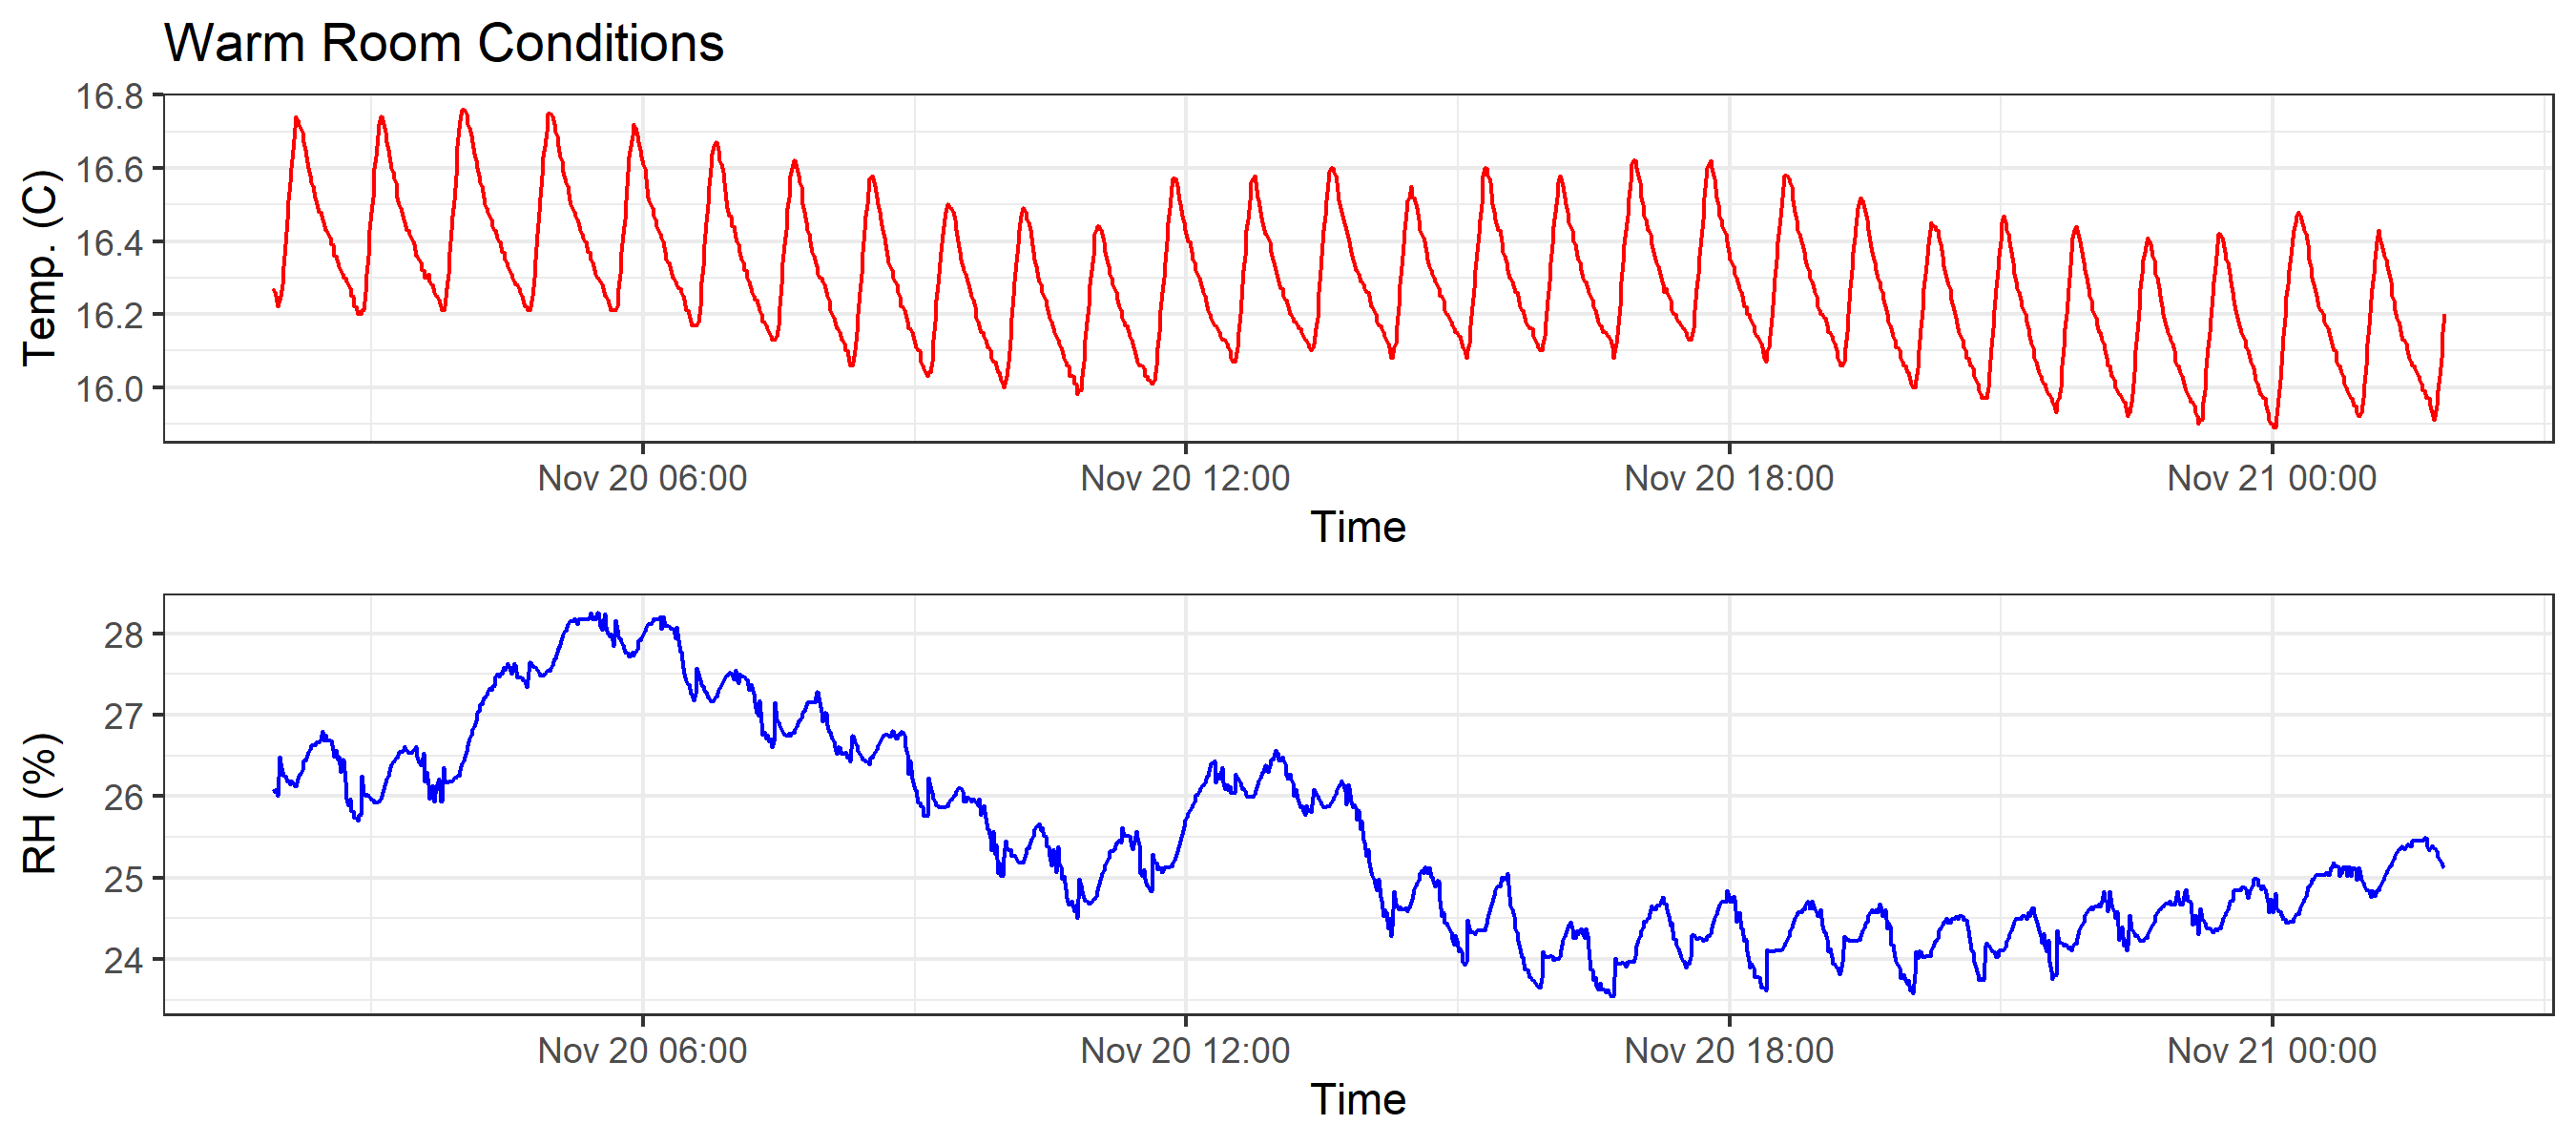 Warm Room Conditions
16.8
16.6
16.4
16.2
16.0
Temp. (C)
Nov 20 06:00 Nov 20 12:00 Nov 20 18:00 Nov 21 00:00
Time
28
27
26
25
24
RH (%)
Nov 20 06:00 Nov 20 12:00 Nov 20 18:00 Nov 21 00:00
Time